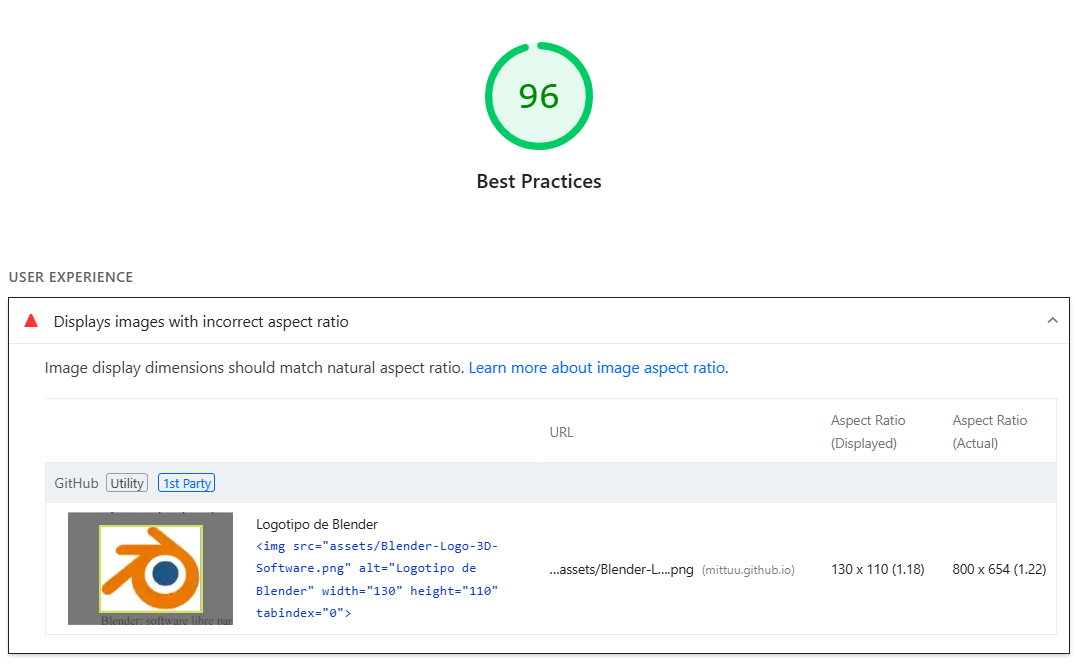 96
Best Practices
USER EXPERIENCE
Displays images with incorrect aspect ratio
Image display dimensions should match natural aspect ratio. Learn more about image aspect ratio.
URL
Aspect Ratio
(Displayed)
Aspect Ratio
(Actual)
GitHub Utility 1st Party
Blender: software libre par
Logotipo de Blender
<img src="assets/Blender-Logo-3D-
Software.png" alt="Logotipo de
Blender" width="130" height="110"
tabindex="0">
...assets/Blender-L....png (mittuu.github.io)
130 x 110 (1.18)
800 x 654 (1.22)